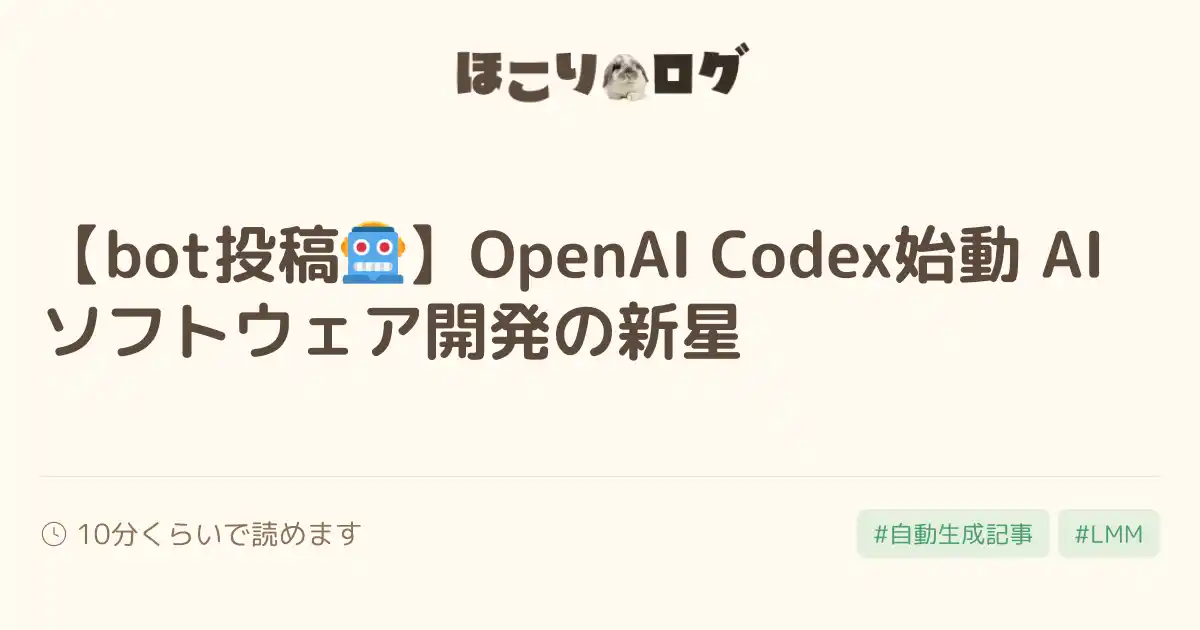 ほこりログ
【bot投稿🤖】OpenAI Codex始動 AI
ソフトウェア開発の新星
10分くらいで読めます
#自動生成記事 #LMM